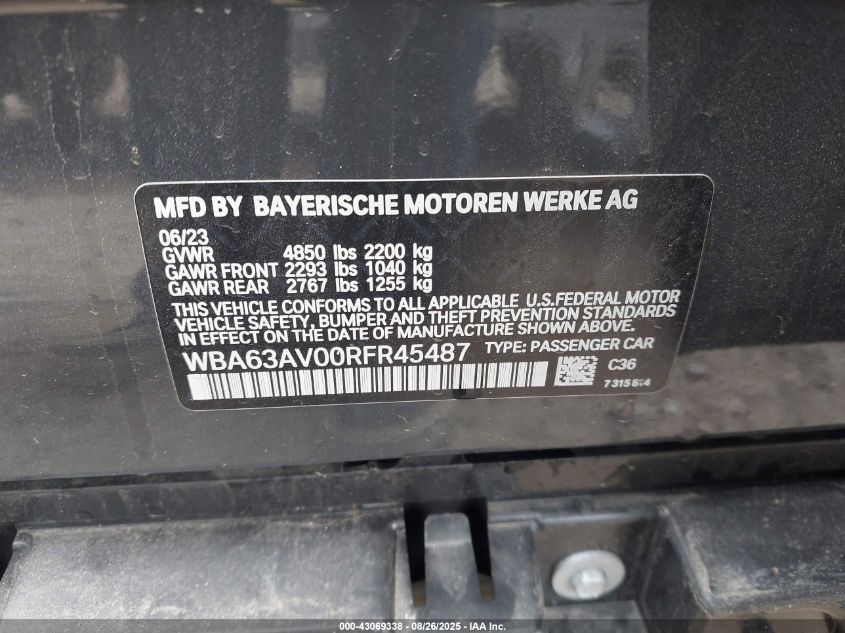 MFD BY BAYERISCHE MOTOREN WERKE AG
06/23
GVWR 4850 lbs 2200 kg
GAWR FRONT 2293 lbs 1040 kg
GAWR REAR 2767 lbs 1255 kg
THIS VEHICLE CONFORMS TO ALL APPLICABLE U.S.FEDERAL MOTOR
VEHICLE SAFETY, BUMPER AND THEFT PREVENTION STANDARDS
IN EFFECT ON THE DATE OF MANUFACTURE SHOWN ABOVE.
WBA63AV00RFR45487 TYPE: PASSENGER CAR
C36
000-43069338 - 08/26/2025 - IAA Inc.